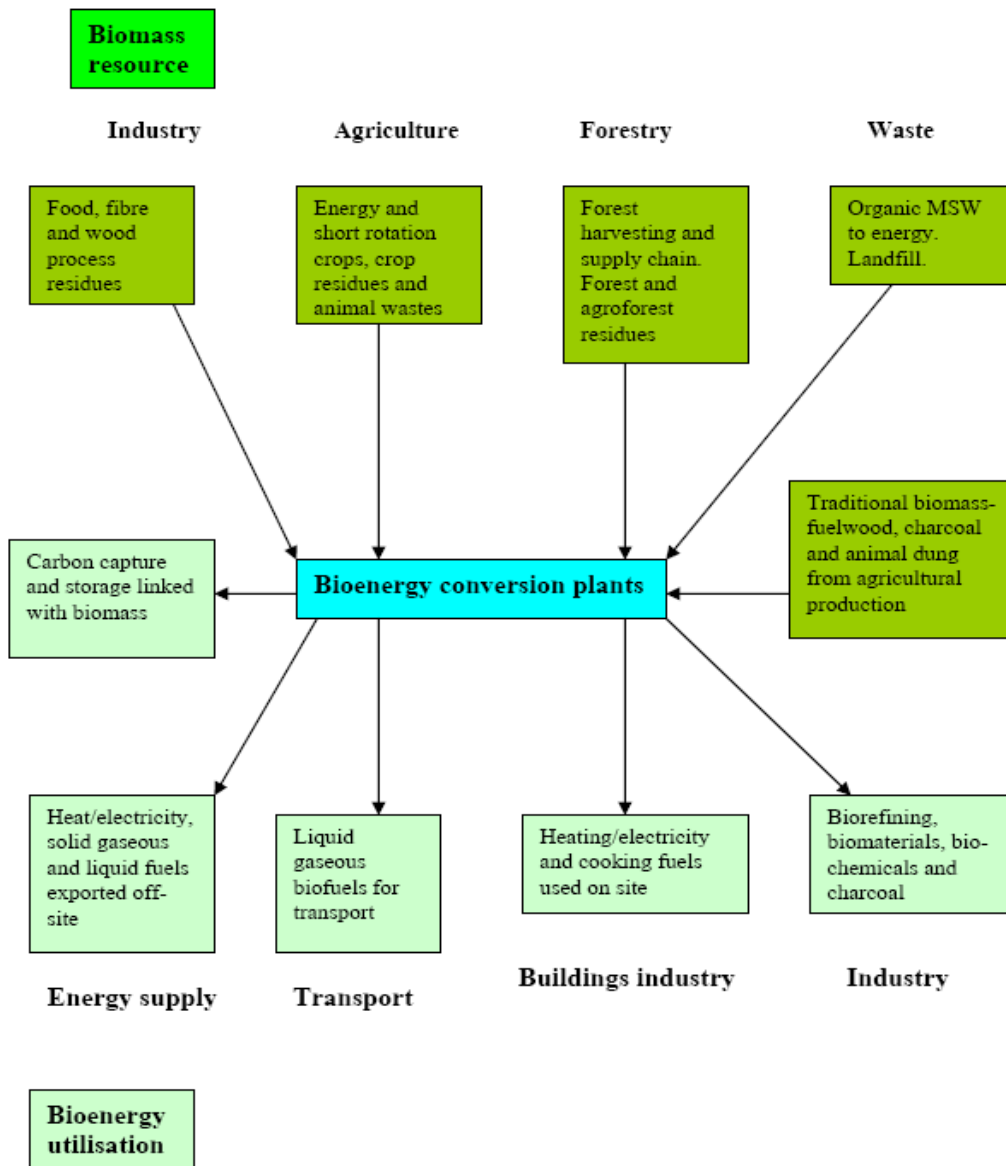 Biomass
resource
Industry
Agriculture
Forestry
Waste
Food, fibre
and wood
process
residues
Energy and
short rotation
crops, crop
residues and
animal wastes
Forest
harvesting and
supply chain.
Forest and
agroforest
residues
Organic MSW
to energy.
Landfill.
Carbon capture
and storage linked
with biomass
Bioenergy conversion plants
Traditional biomass-
fuelwood, charcoal
and animal dung
from agricultural
production
Heat/electricity,
solid gaseous
and liquid fuels
exported off-
site
Liquid
gaseous
biofuels for
transport
Heating/electricity
and cooking fuels
used on site
Biorefining,
biomaterials, bio-
chemicals and
charcoal
Energy supply
Transport
Buildings industry
Industry
Bioenergy
utilisation